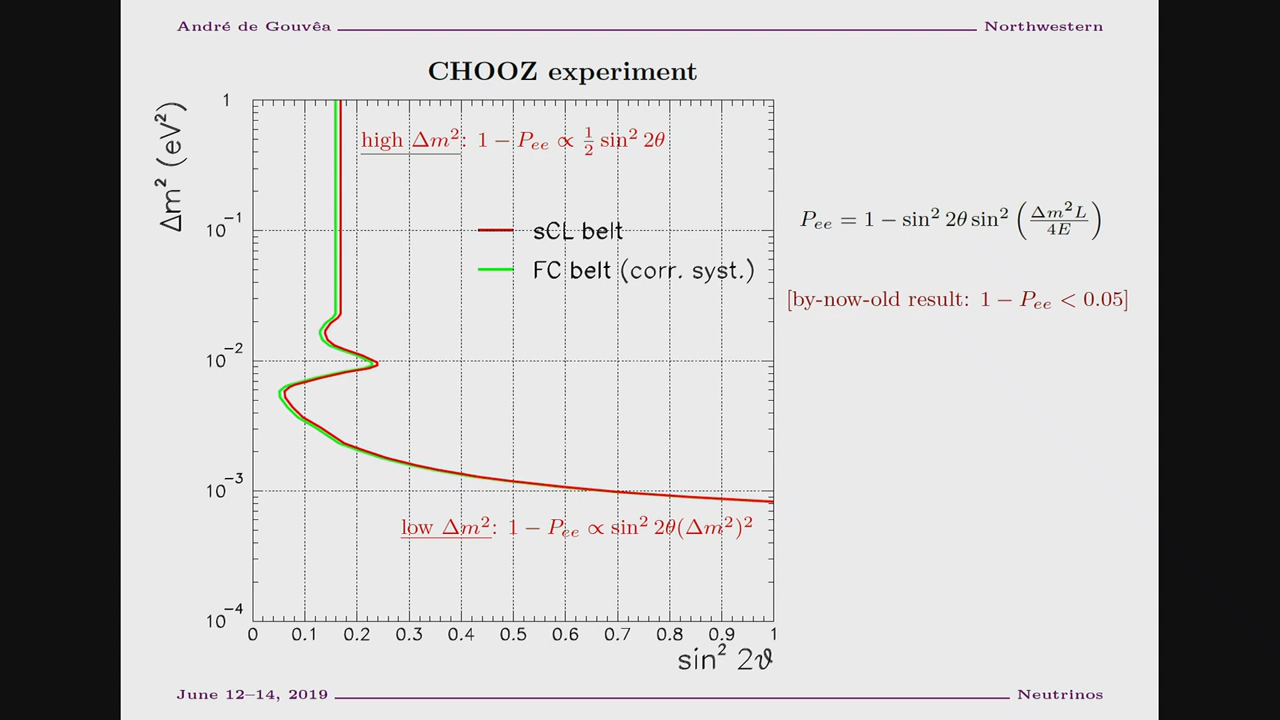 André de Gouvêa Northwestern
CHOOZ experiment
Δm² (eV²)
1
10⁻¹
10⁻²
10⁻³
10⁻⁴
high Δm²: 1 − Pₑₑ ∝ ½ sin² 2θ
sCL belt
FC belt (corr. syst.)
Pₑₑ = 1 − sin² 2θ sin² (Δm²L / 4E)
[by-now-old result: 1 − Pₑₑ < 0.05]
low Δm²: 1 − Pₑₑ ∝ sin² 2θ(Δm²)²
0 0.1 0.2 0.3 0.4 0.5 0.6 0.7 0.8 0.9 1
sin² 2ϑ
June 12–14, 2019 Neutrinos